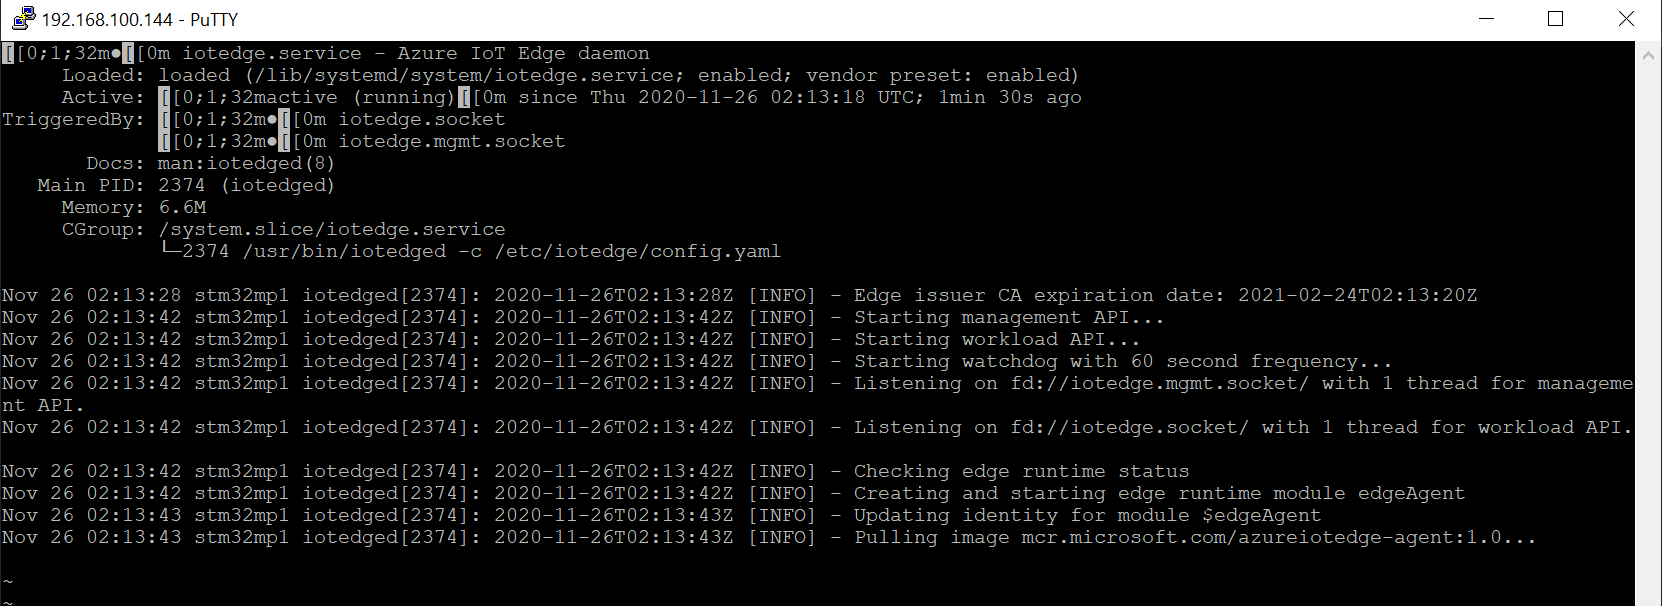 192.168.100.144 - PuTTY
[[0;1;32m●[[0m iotedge.service - Azure IoT Edge daemon
Loaded: loaded (/lib/systemd/system/iotedge.service; enabled; vendor preset: enabled)
Active: [[0;1;32mactive (running)[[0m since Thu 2020-11-26 02:13:18 UTC; 1min 30s ago
TriggeredBy: [[0;1;32m●[[0m iotedge.socket
[[0;1;32m●[[0m iotedge.mgmt.socket
Docs: man:iotedged(8)
Main PID: 2374 (iotedged)
Memory: 6.6M
CGroup: /system.slice/iotedge.service
└─2374 /usr/bin/iotedged -c /etc/iotedge/config.yaml
Nov 26 02:13:28 stm32mp1 iotedged[2374]: 2020-11-26T02:13:28Z [INFO] - Edge issuer CA expiration date: 2021-02-24T02:13:20Z
Nov 26 02:13:42 stm32mp1 iotedged[2374]: 2020-11-26T02:13:42Z [INFO] - Starting management API...
Nov 26 02:13:42 stm32mp1 iotedged[2374]: 2020-11-26T02:13:42Z [INFO] - Starting workload API...
Nov 26 02:13:42 stm32mp1 iotedged[2374]: 2020-11-26T02:13:42Z [INFO] - Starting watchdog with 60 second frequency...
Nov 26 02:13:42 stm32mp1 iotedged[2374]: 2020-11-26T02:13:42Z [INFO] - Listening on fd://iotedge.mgmt.socket/ with 1 thread for manageme
nt API.
Nov 26 02:13:42 stm32mp1 iotedged[2374]: 2020-11-26T02:13:42Z [INFO] - Listening on fd://iotedge.socket/ with 1 thread for workload API.
Nov 26 02:13:42 stm32mp1 iotedged[2374]: 2020-11-26T02:13:42Z [INFO] - Checking edge runtime status
Nov 26 02:13:42 stm32mp1 iotedged[2374]: 2020-11-26T02:13:42Z [INFO] - Creating and starting edge runtime module edgeAgent
Nov 26 02:13:43 stm32mp1 iotedged[2374]: 2020-11-26T02:13:43Z [INFO] - Updating identity for module $edgeAgent
Nov 26 02:13:43 stm32mp1 iotedged[2374]: 2020-11-26T02:13:43Z [INFO] - Pulling image mcr.microsoft.com/azureiotedge-agent:1.0...
~
~